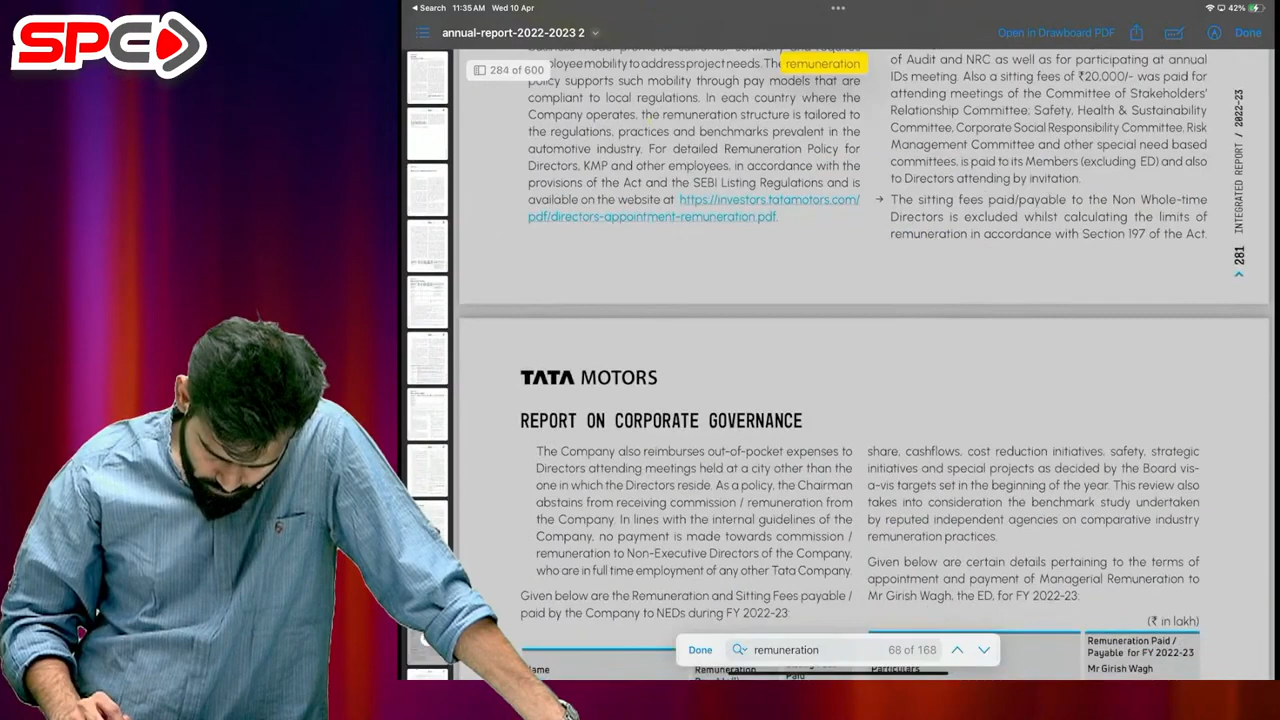 SPC
Search 11:35 AM Wed 10 Apr
42%
annual-report-2022-2023 2
Open in Drawboard PDF
Done
284 of 600
mobility to address project needs. The remuneration
policy supports such mobility through pay models that are
compliant to local regulations. In each country where the
Company operates, the remuneration structure is tailored to
the regulations, practices and benchmarks prevalent in the
automotive industry. For detailed Remuneration Policy for
Directors, KMP and other employees, in accordance with the
provisions of the Act and the SEBI Listing Regulations are
available on our website URL: https://investors.tatamotors.com/
pdf/directors-appointment-remuneration.pdf.
of Audit and NRC as well as for participation at any of the
IDs meeting. Also a sitting fees of ₹20,000 was paid for
attending meetings of the Committees viz. Stakeholders'
Relationship Committee, Safety, Health and Sustainability
Committee, Corporate Social Responsibility Committee, Risk
Management Committee and other special need based
committees, is paid to its Members (excluding ED) and also
to Directors attending by invitation.
→ The sitting fees paid/payable to the non Whole-time
Directors is excluded whilst calculating the limits of
remuneration in accordance with Section 197 of the Act.
281 INTEGRATED REPORT / 2022-23
TATA MOTORS
REPORT ON CORPORATE GOVERNANCE
The Company also reimburses out-of-pocket expenses to
Directors attending meetings held at a city other than the
one in which the Directors reside. As a policy, the Chairman
abstains from receiving commission / remuneration from
the Company. In lines with the internal guidelines of the
Company, no payment is made towards commission /
remuneration to Non-Executive Directors of the Company,
who are in full time employment of any other Tata Company.
Given below are the Remuneration and Sitting Fees payable /
paid by the Company to NEDs during FY 2022-23:
share, cashflows, cost reduction initiatives, key strategic
initiatives and special projects as decided by the Board vis-
a-vis targets set in the beginning of the year. This review also
takes into consideration the benchmark study undertaken
by reputed independent agencies on comparative industry
remuneration practices.
Given below are certain details pertaining to the terms of
appointment and payment of Managerial Remuneration to
Mr Girish Wagh, the ED, for FY 2022-23:
(₹ in lakh)
Remuneration Paid /
Payable for FY 2022-23
Mr Girish Wagh
Name
Particulars
Paid
Done
remuneration
68 of 168